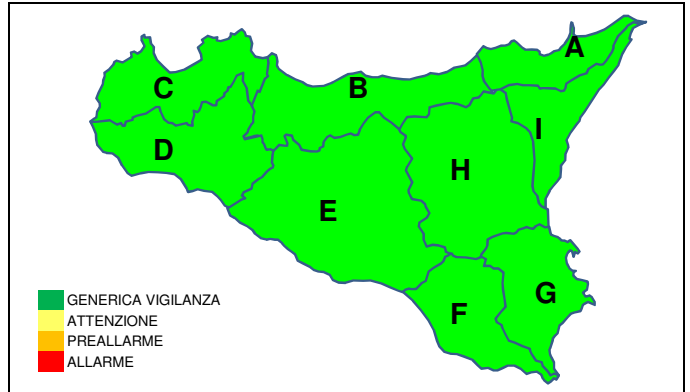 A
C
B
I
D
H
E
G
F
GENERICA VIGILANZA
ATTENZIONE
PREALLARME
ALLARME